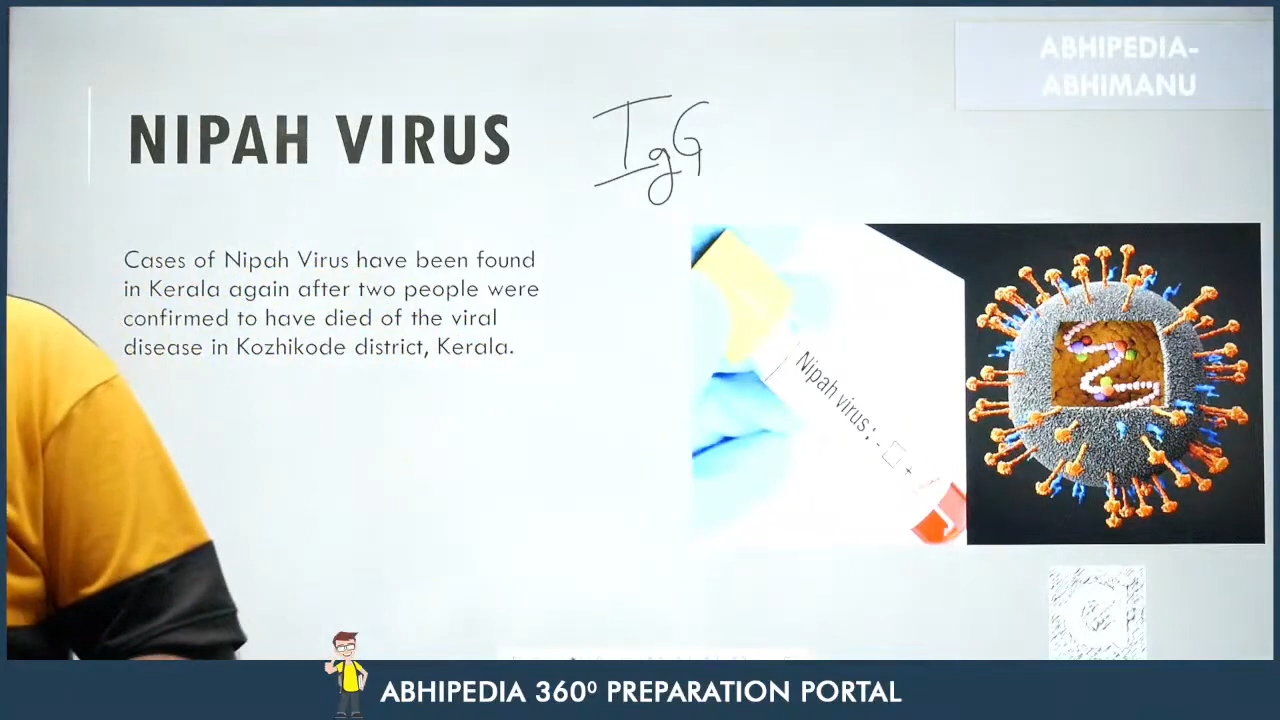 ABHIPEDIA-
ABHIMANU
NIPAH VIRUS
IgG
Cases of Nipah Virus have been found
in Kerala again after two people were
confirmed to have died of the viral
disease in Kozhikode district, Kerala.
Nipah virus: - □ +
ABHIPEDIA 360º PREPARATION PORTAL